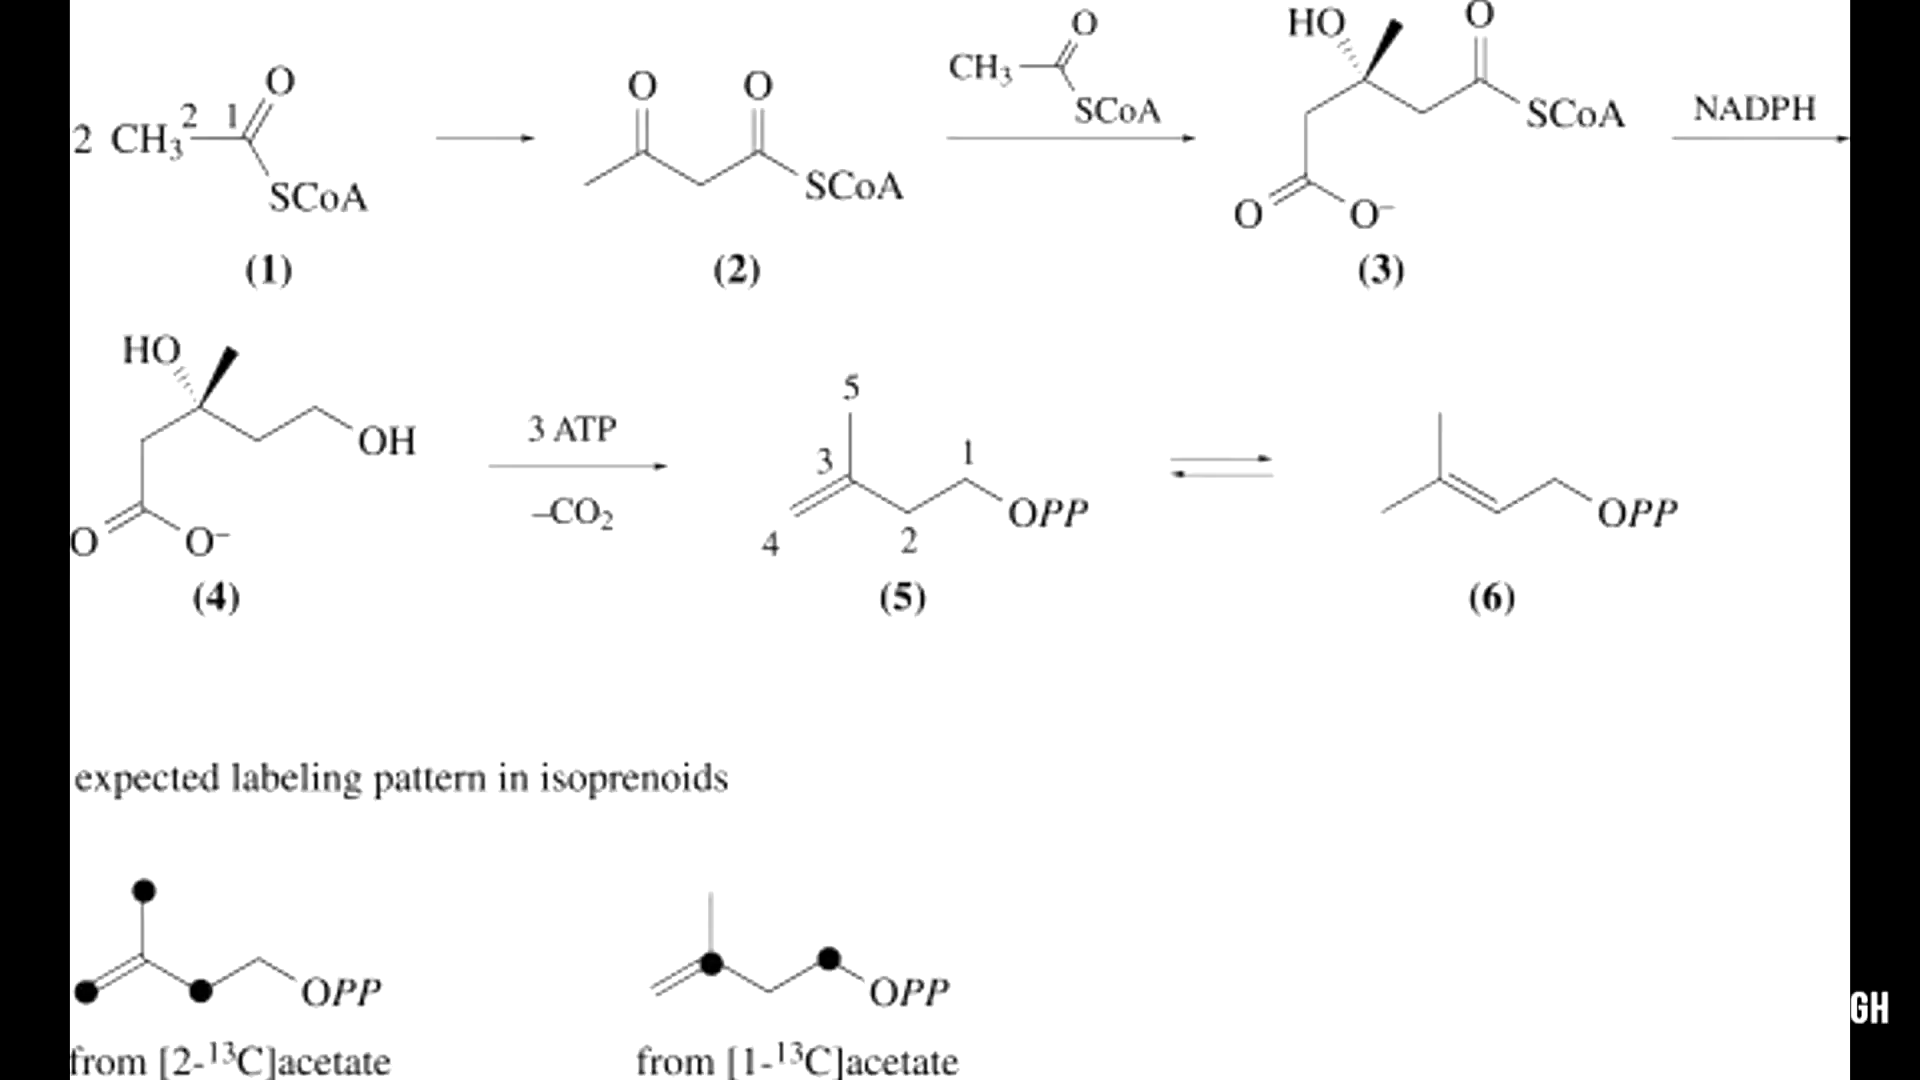 2 CH₃ 2 1 O SCoA
O O SCoA
CH₃ O SCoA
HO O SCoA O O⁻
NADPH
(1) (2) (3)
HO OH O O⁻
3 ATP
–CO₂
5 3 1 4 2 OPP
OPP
(4) (5) (6)
expected labeling pattern in isoprenoids
OPP OPP
from [2-¹³C]acetate from [1-¹³C]acetate
GH